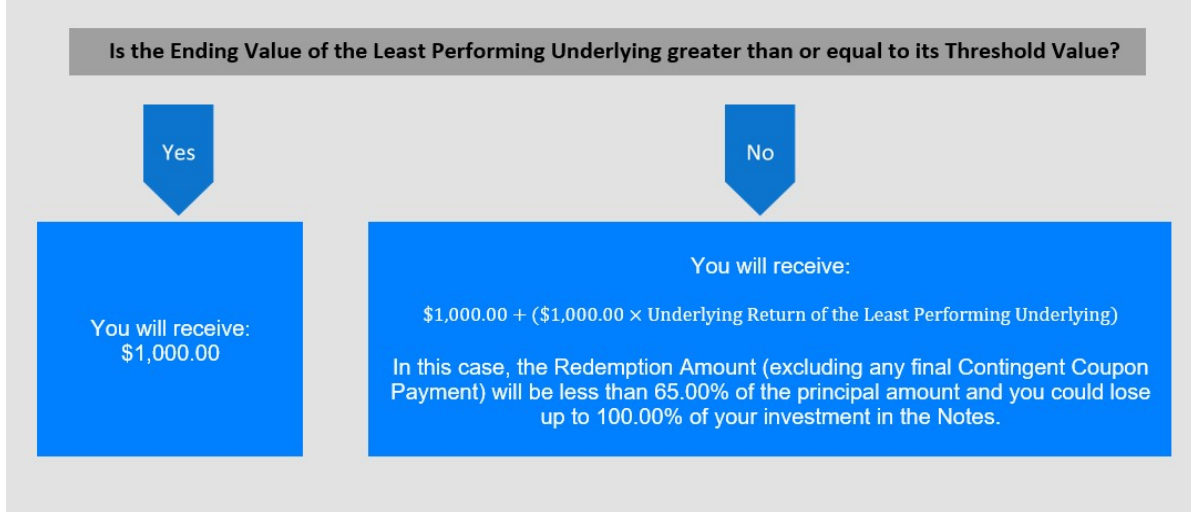 Is the Ending Value of the Least Performing Underlying greater than or equal to its Threshold Value?
Yes
No
You will receive:
$1,000.00
You will receive:
$1,000.00 + ($1,000.00 × Underlying Return of the Least Performing Underlying)
In this case, the Redemption Amount (excluding any final Contingent Coupon
Payment) will be less than 65.00% of the principal amount and you could lose
up to 100.00% of your investment in the Notes.